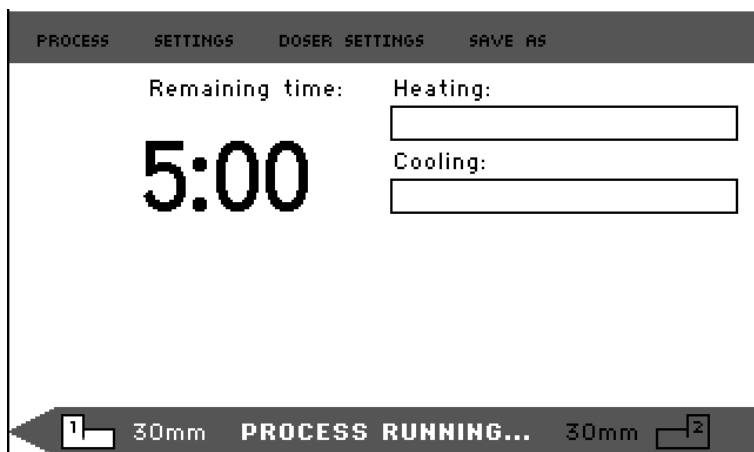 PROCESS SETTINGS DOSER SETTINGS SAVE AS
Remaining time:
5:00
Heating:
Cooling:
1 30mm PROCESS RUNNING... 30mm 2